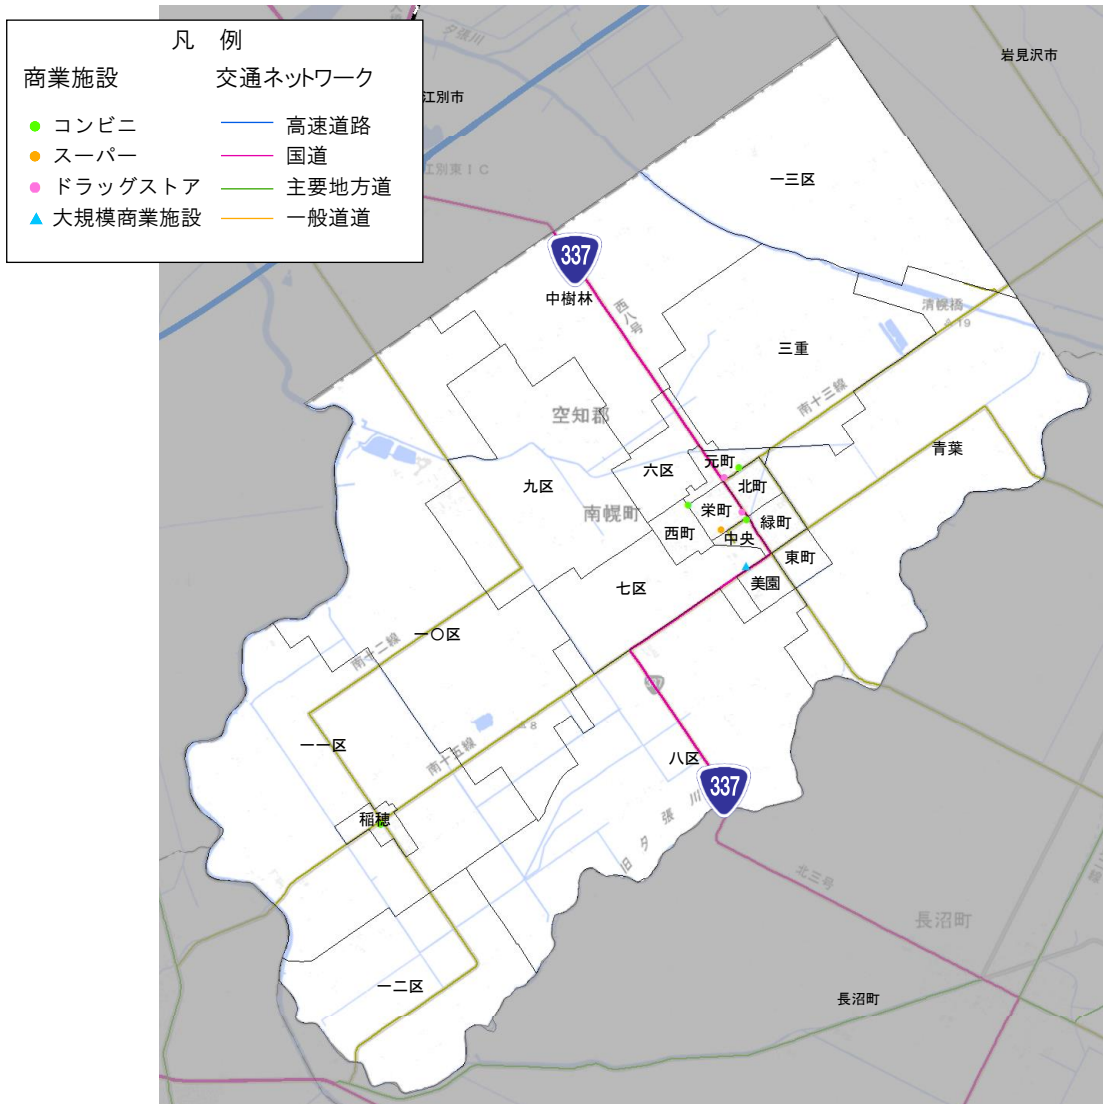 凡 例
商業施設
交通ネットワーク
コンビニ
高速道路
スーパー
国道
ドラッグストア
主要地方道
大規模商業施設
一般道道
夕張川
岩見沢市
江別市
江別東IC
一三区
337
中樹林
西八号
清幌橋
三重
南十三線
空知郡
青葉
元町
六区
北町
九区
南幌町
栄町
緑町
西町
中央
東町
七区
美園
一〇区
南十二線
一一区
南十五線
八区
337
稲穂
旧夕張川
北三号
長沼町
一二区
長沼町